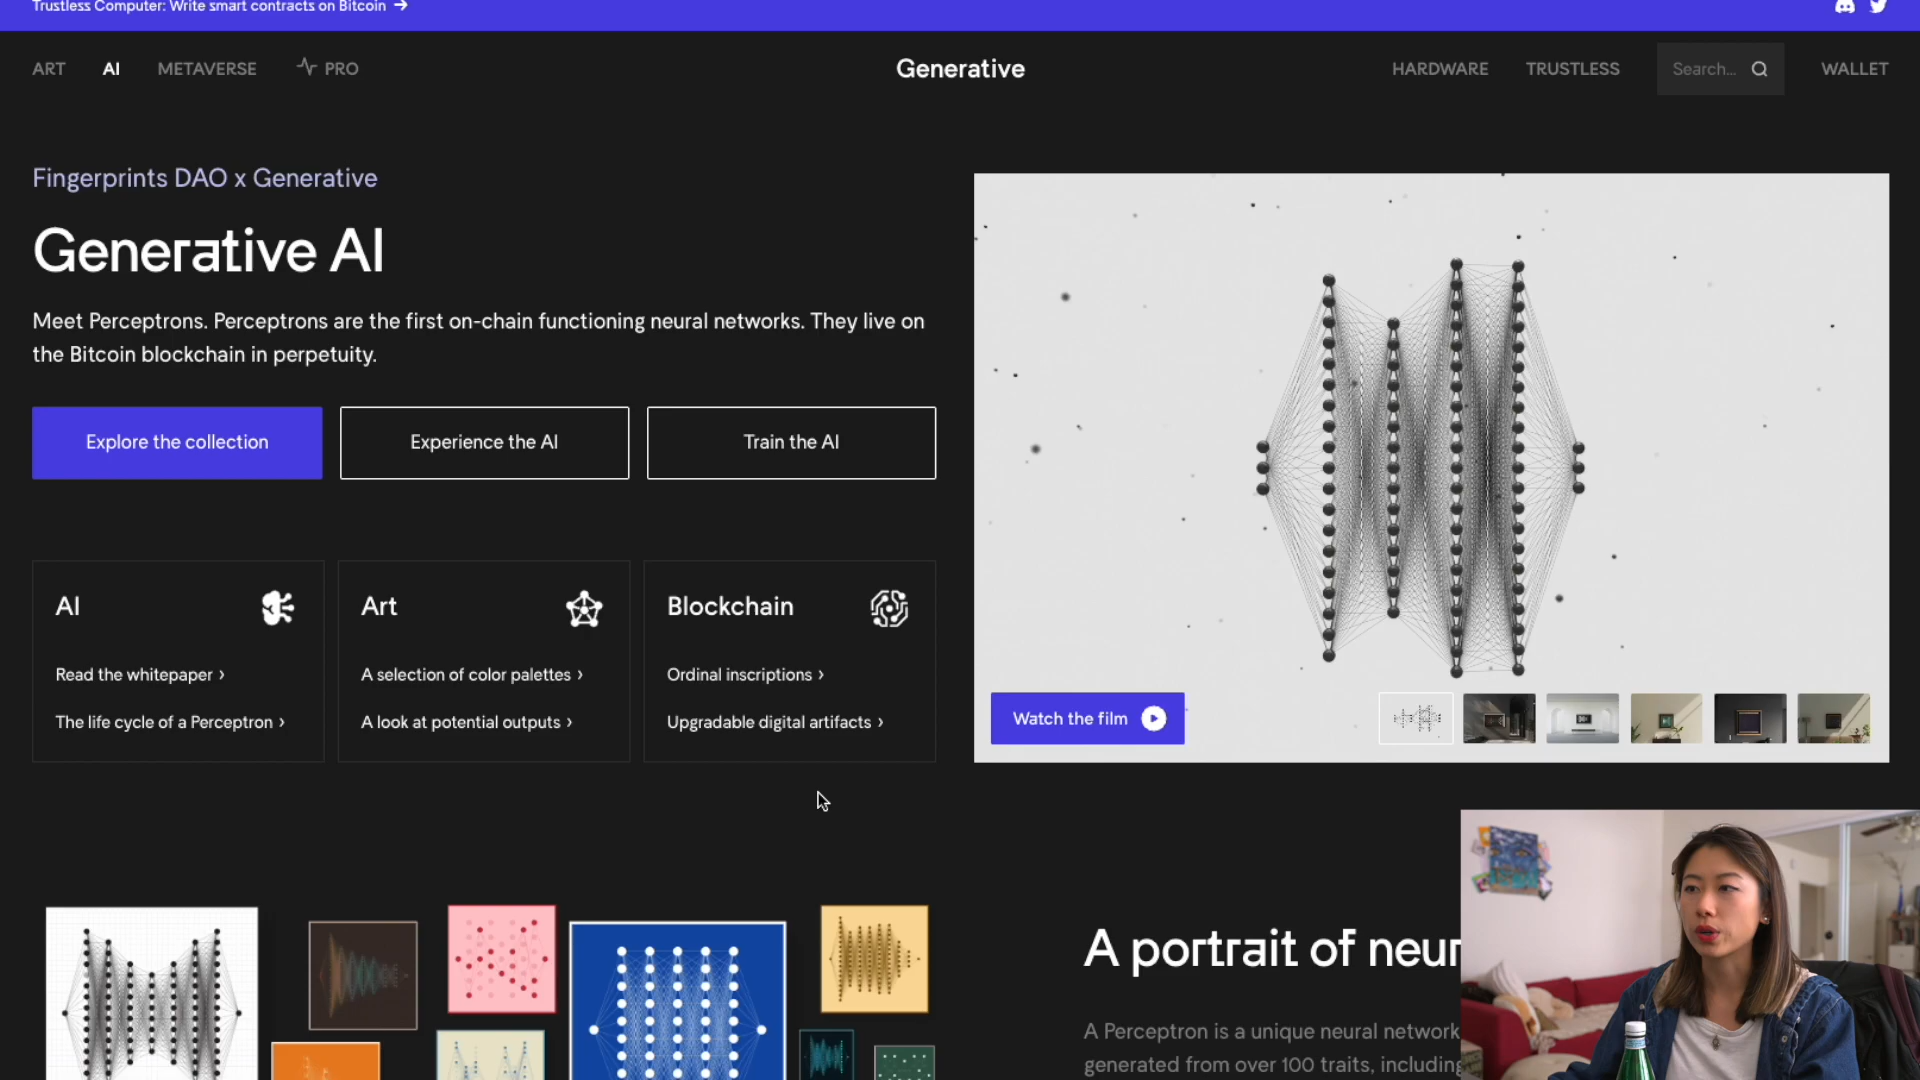 Trustless Computer: Write smart contracts on Bitcoin →
ART AI METAVERSE PRO Generative HARDWARE TRUSTLESS Search... WALLET
Fingerprints DAO x Generative
Generative AI
Meet Perceptrons. Perceptrons are the first on-chain functioning neural networks. They live on
the Bitcoin blockchain in perpetuity.
Explore the collection Experience the AI Train the AI
AI
Read the whitepaper ›
The life cycle of a Perceptron ›
Art
A selection of color palettes ›
A look at potential outputs ›
Blockchain
Ordinal inscriptions ›
Upgradable digital artifacts ›
Watch the film
A portrait of neur
A Perceptron is a unique neural network
generated from over 100 traits, including